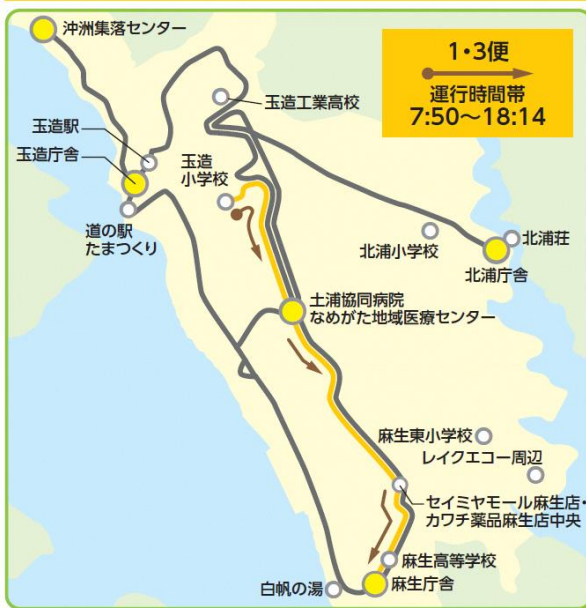 沖洲集落センター
1・3便
運行時間帯
7:50〜18:14
玉造工業高校
玉造駅
玉造庁舎
玉造
小学校
道の駅
たまつくり
北浦小学校
北浦荘
北浦庁舎
土浦協同病院
なめがた地域医療センター
麻生東小学校
レイクエコー周辺
セイミヤモール麻生店・
カワチ薬品麻生店中央
麻生高等学校
白帆の湯
麻生庁舎